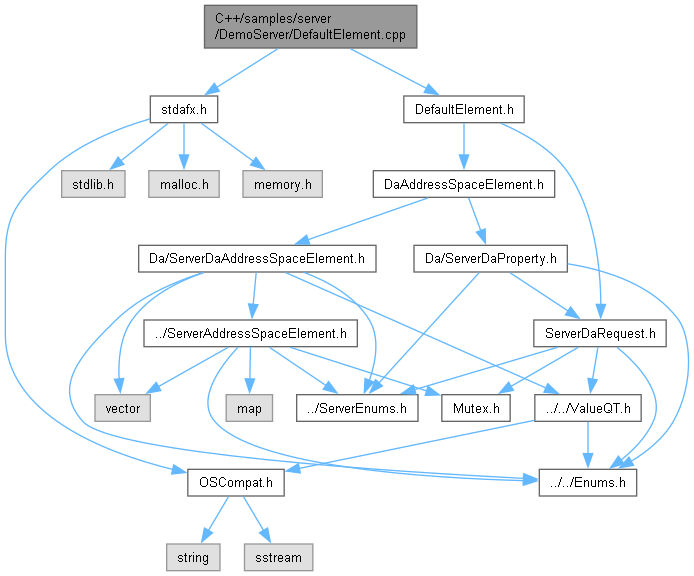 C++/samples/server
/DemoServer/DefaultElement.cpp
stdafx.h
DefaultElement.h
stdlib.h
malloc.h
memory.h
DaAddressSpaceElement.h
Da/ServerDaAddressSpaceElement.h
Da/ServerDaProperty.h
../ServerAddressSpaceElement.h
ServerDaRequest.h
vector
map
../ServerEnums.h
Mutex.h
../../ValueQT.h
OSCompat.h
../../Enums.h
string
sstream